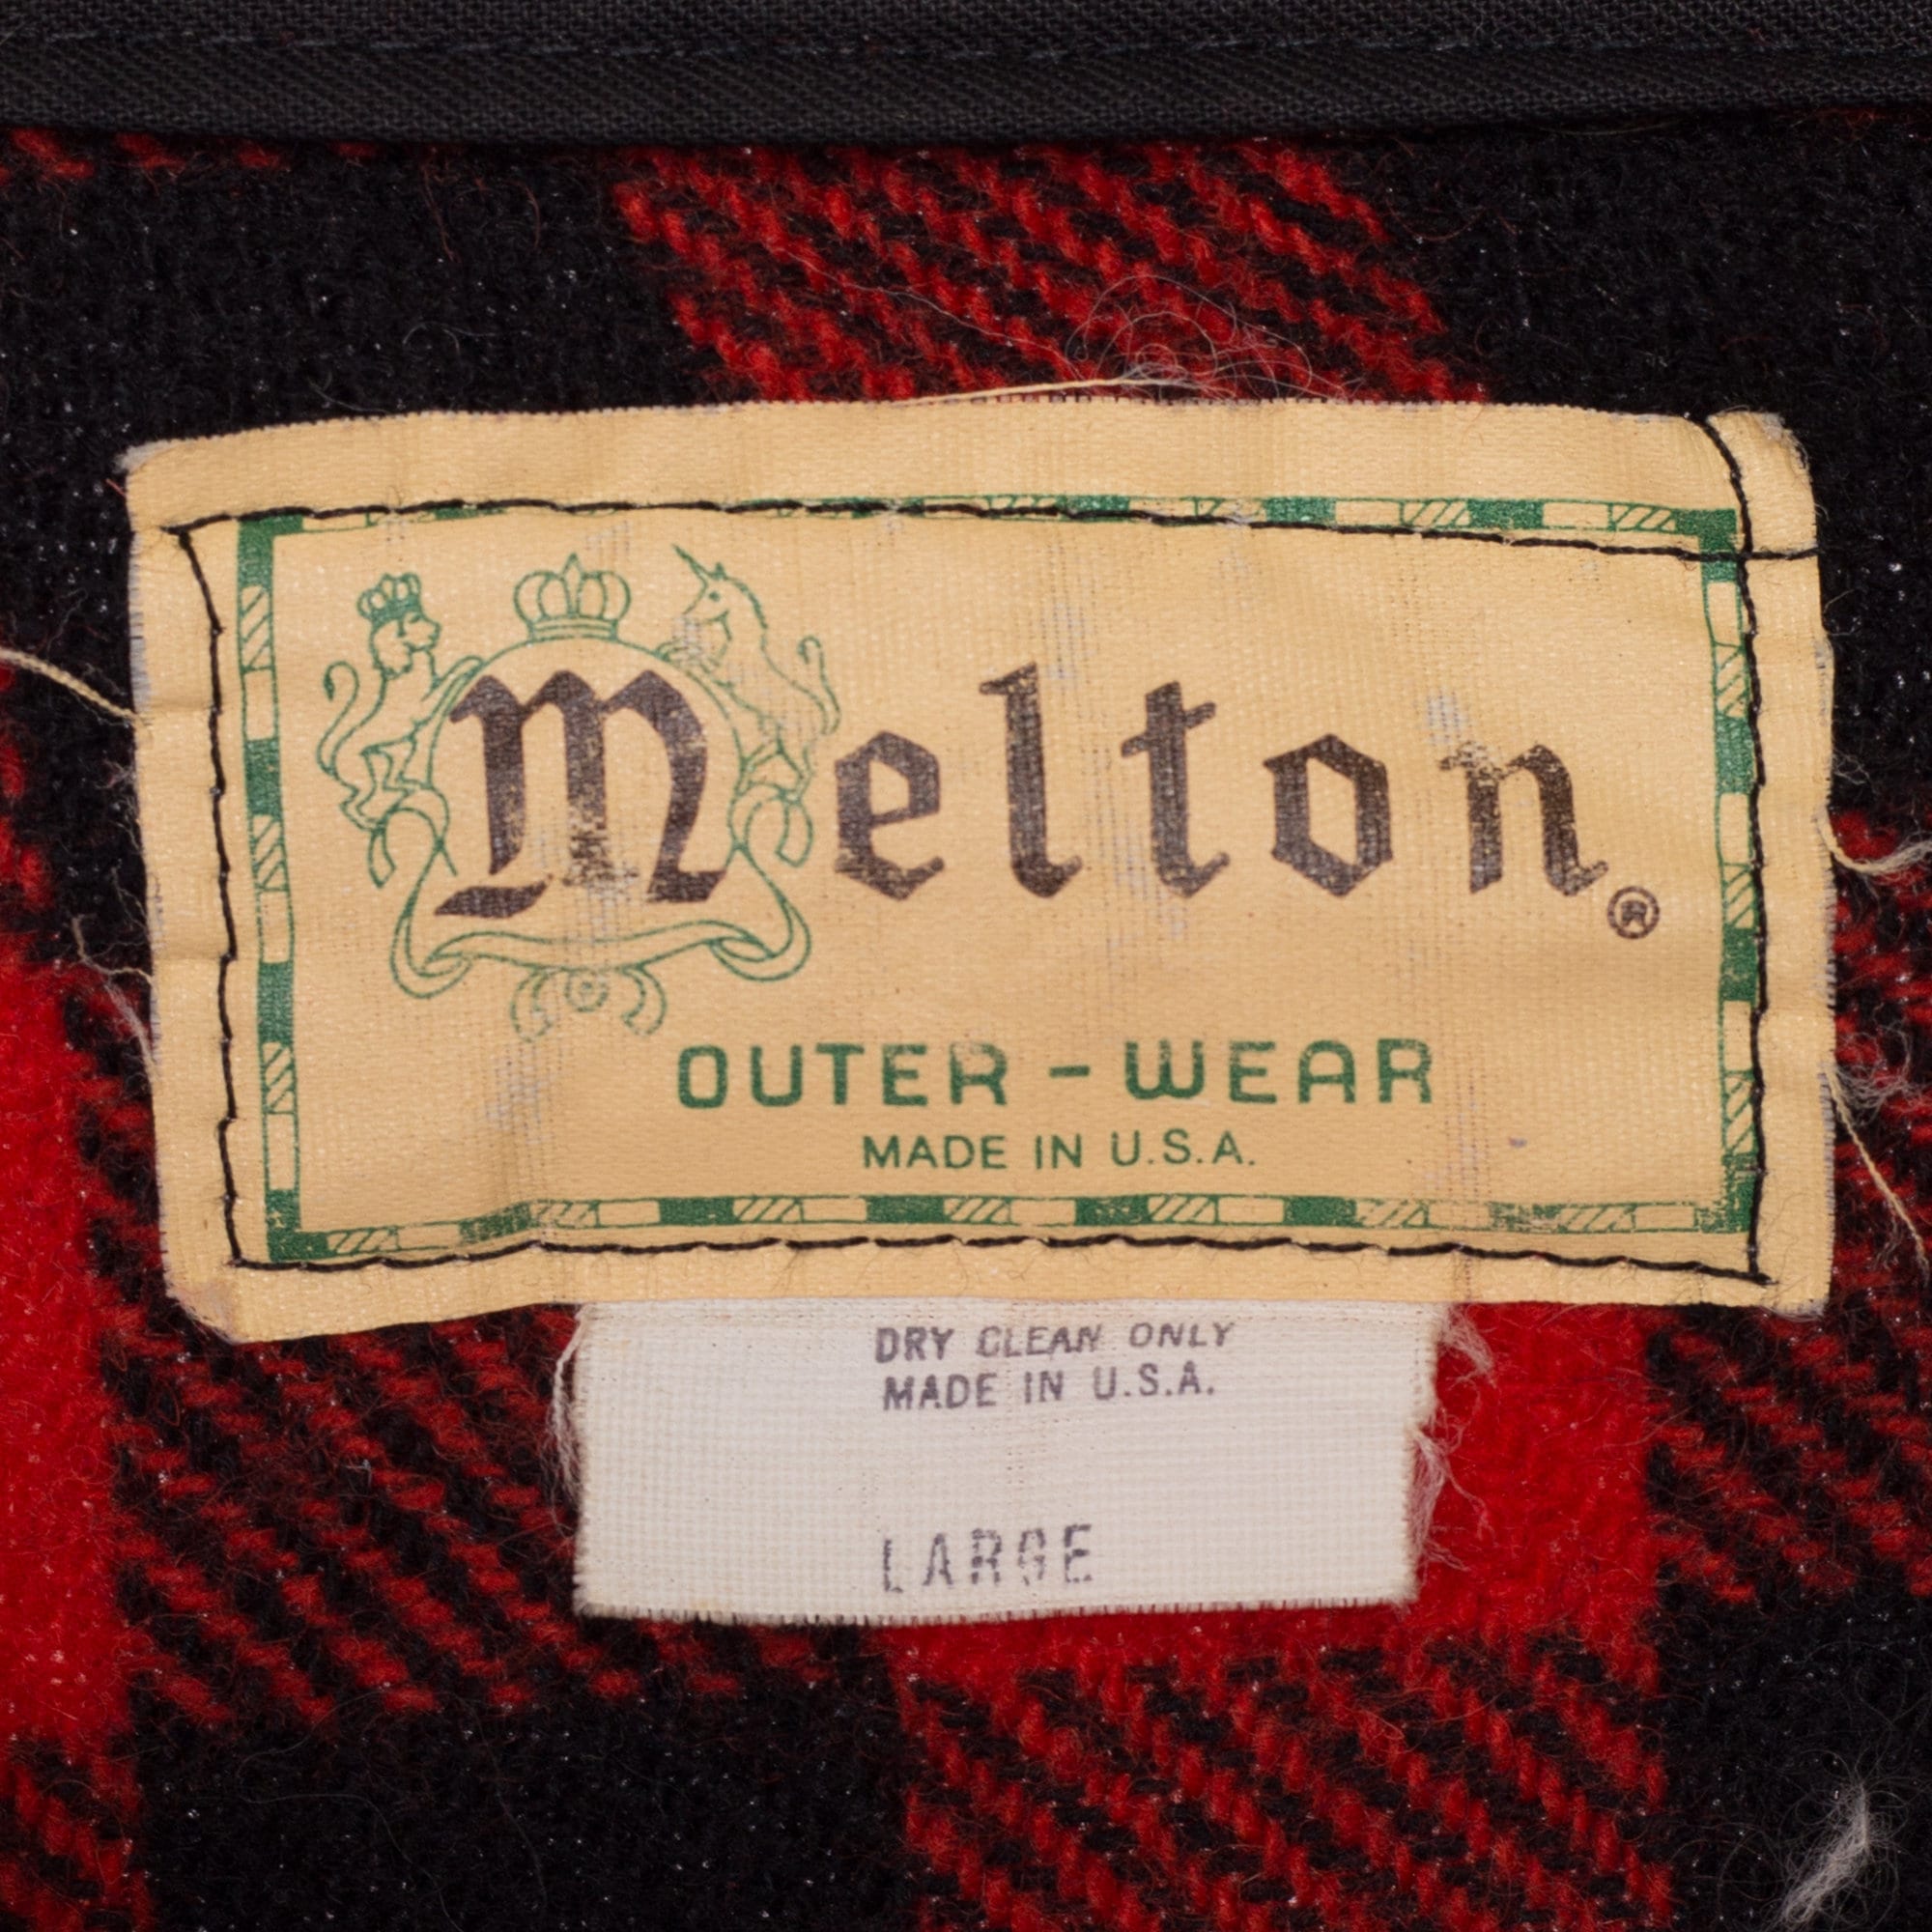 Melton®
OUTER-WEAR
MADE IN U.S.A.
DRY CLEAN ONLY
MADE IN U.S.A.
LARGE